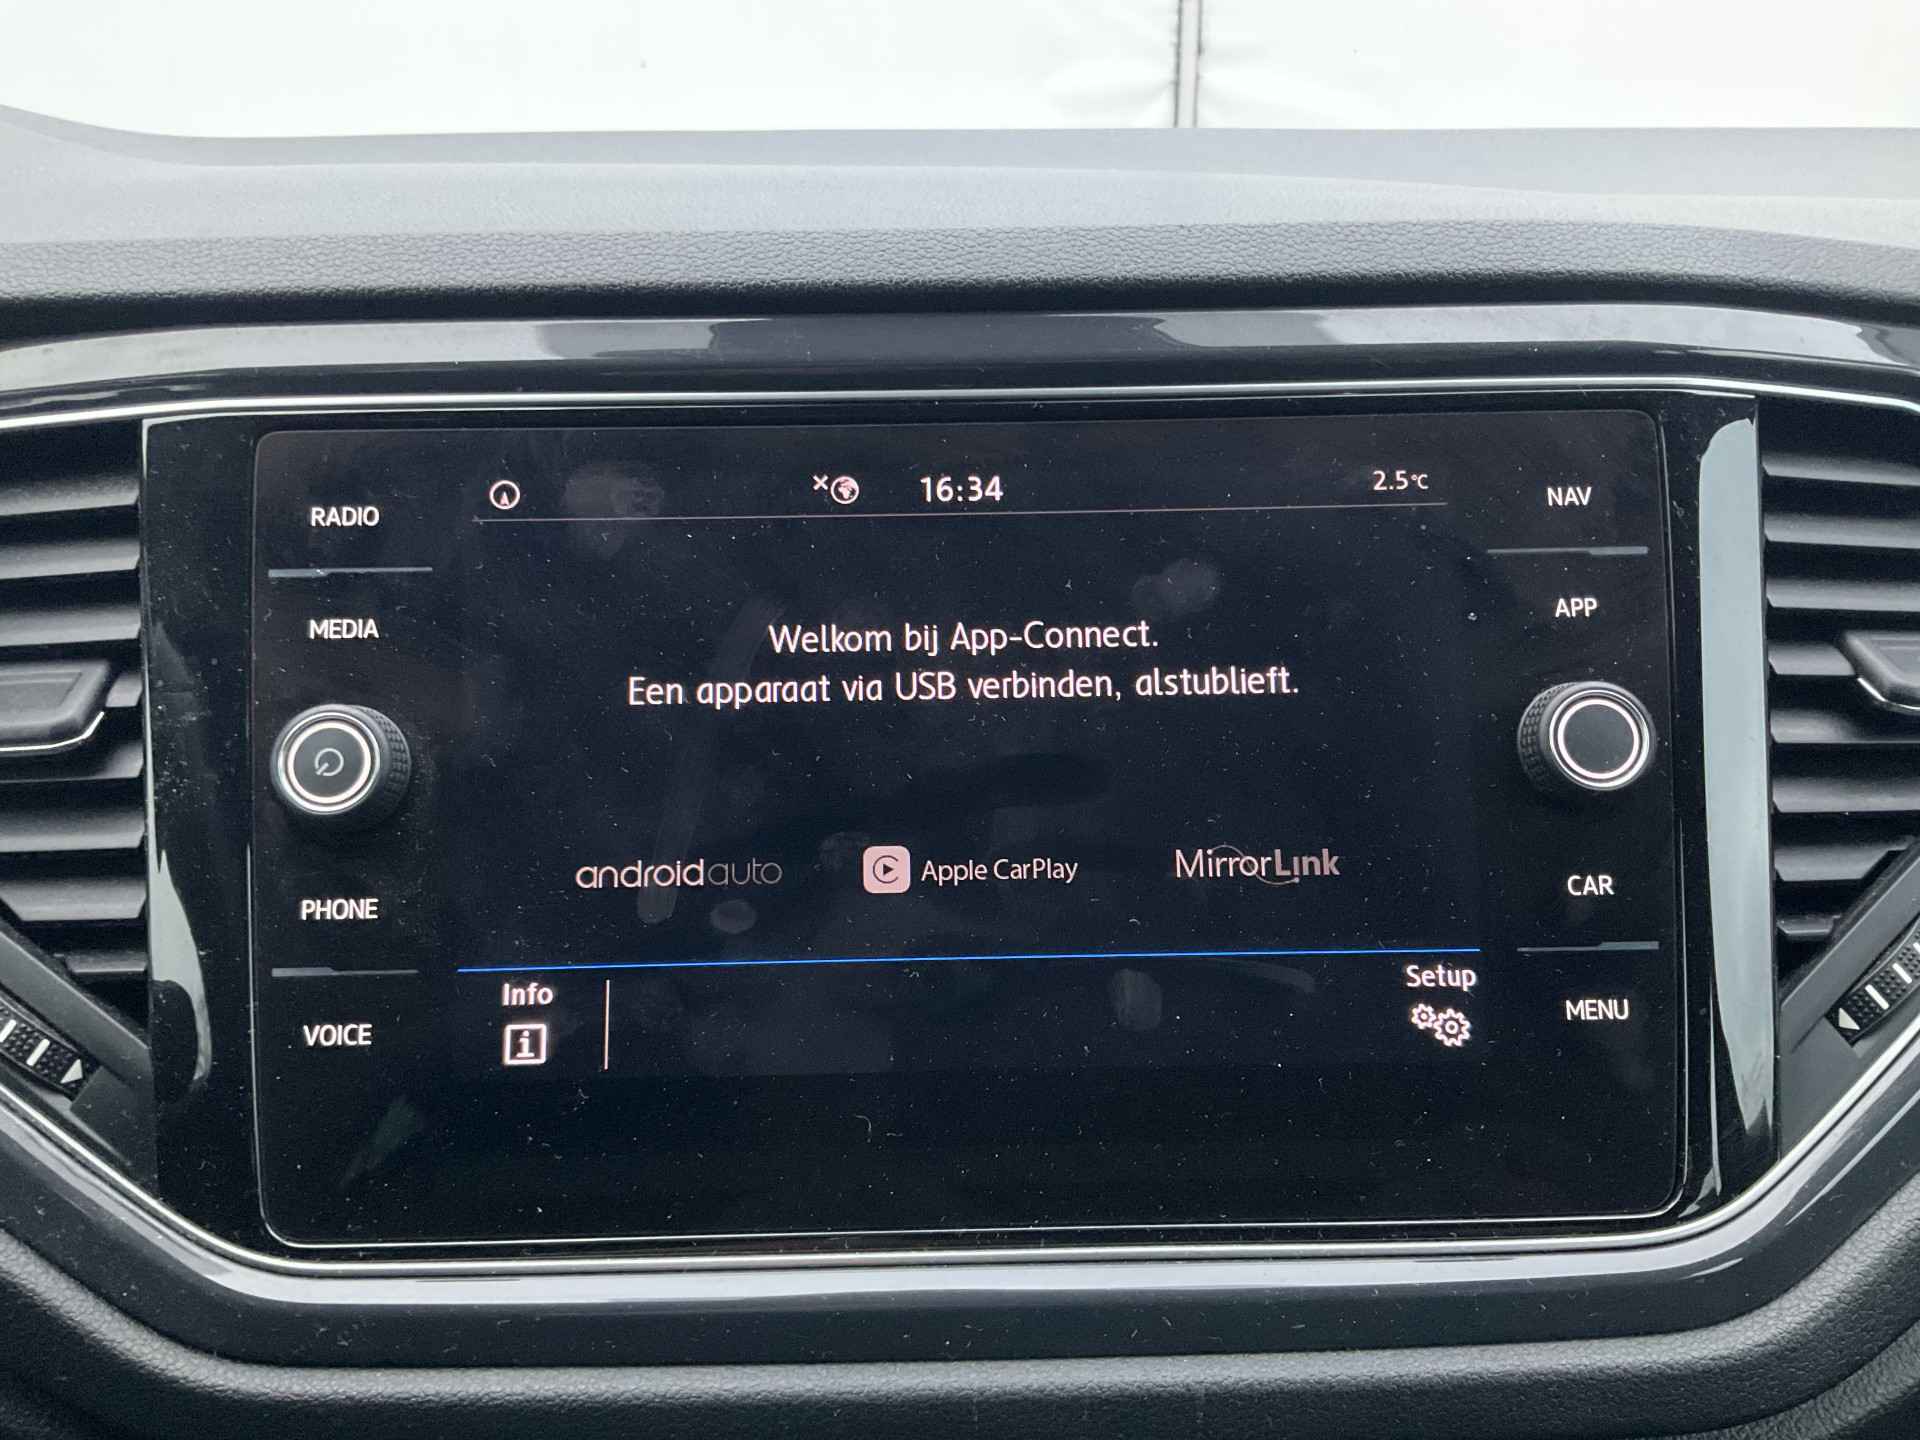 16:34
2.5°C
RADIO
NAV
MEDIA
APP
Welkom bij App-Connect.
Een apparaat via USB verbinden, alstublieft.
androidauto
Apple CarPlay
MirrorLink
PHONE
CAR
Info
Setup
VOICE
MENU